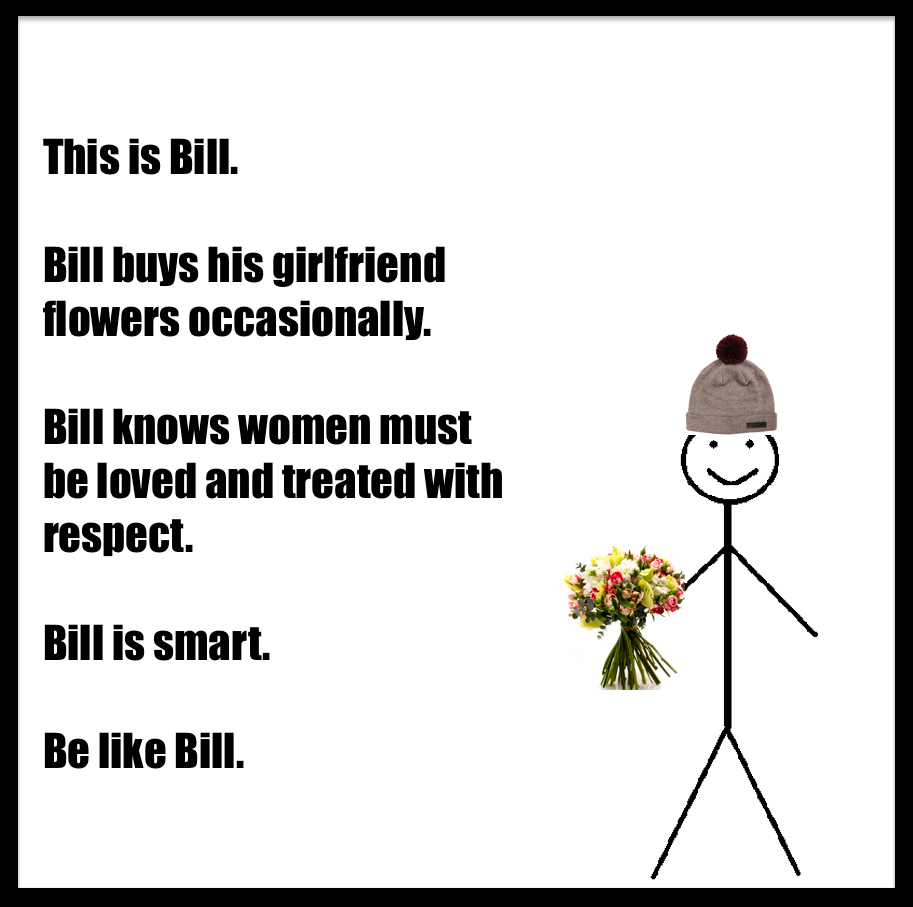 This is Bill.
Bill buys his girlfriend
flowers occasionally.
Bill knows women must
be loved and treated with
respect.
Bill is smart.
Be like Bill.